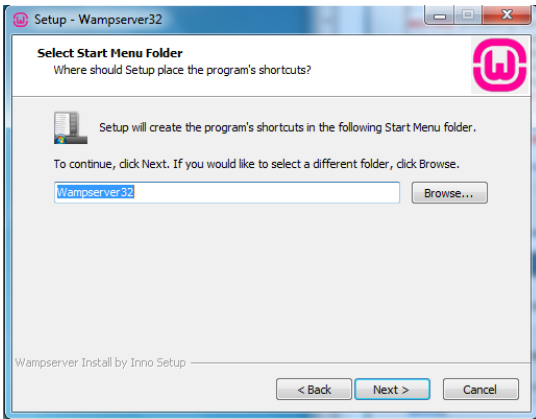 Setup - Wampserver32
Select Start Menu Folder
Where should Setup place the program's shortcuts?
Setup will create the program's shortcuts in the following Start Menu folder.
To continue, click Next. If you would like to select a different folder, click Browse.
Wampserver32
Browse...
Wampserver Install by Inno Setup
< Back
Next >
Cancel